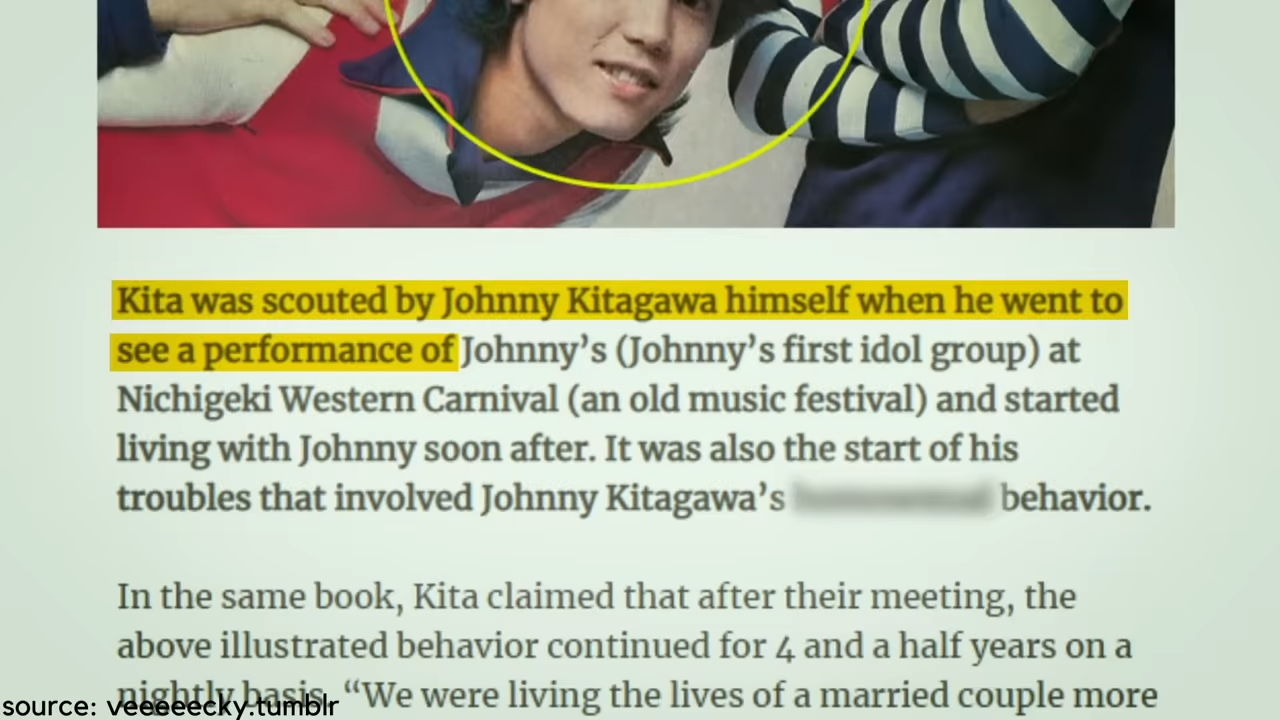 Kita was scouted by Johnny Kitagawa himself when he went to
see a performance of Johnny's (Johnny's first idol group) at
Nichigeki Western Carnival (an old music festival) and started
living with Johnny soon after. It was also the start of his
troubles that involved Johnny Kitagawa's behavior.
In the same book, Kita claimed that after their meeting, the
above illustrated behavior continued for 4 and a half years on a
nightly basis. “We were living the lives of a married couple more
source: veeeeeecky.tumblr